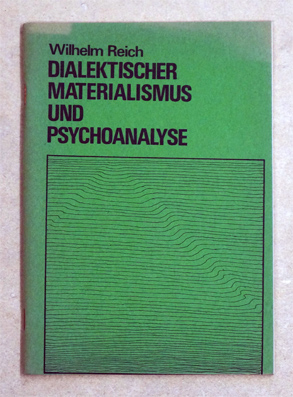 Wilhelm Reich
DIALEKTISCHER
MATERIALISMUS
UND
PSYCHOANALYSE